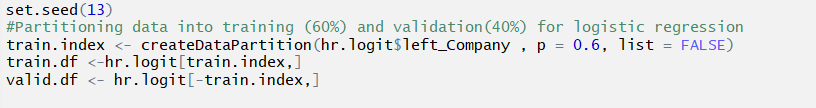 set.seed(13)
#Partitioning data into training (60%) and validation(40%) for logistic regression
train.index <- createDataPartition(hr.logit$left_Company , p = 0.6, list = FALSE)
train.df <-hr.logit[train.index,]
valid.df <- hr.logit[-train.index,]